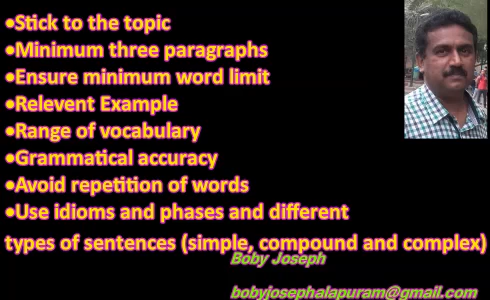 •Stick to the topic
•Minimum three paragraphs
•Ensure minimum word limit
•Relevent Example
•Range of vocabulary
•Grammatical accuracy
•Avoid repetition of words
•Use idioms and phases and different
types of sentences (simple, compound and complex)
Boby Joseph
bobyjosephalapuram@gmail.com